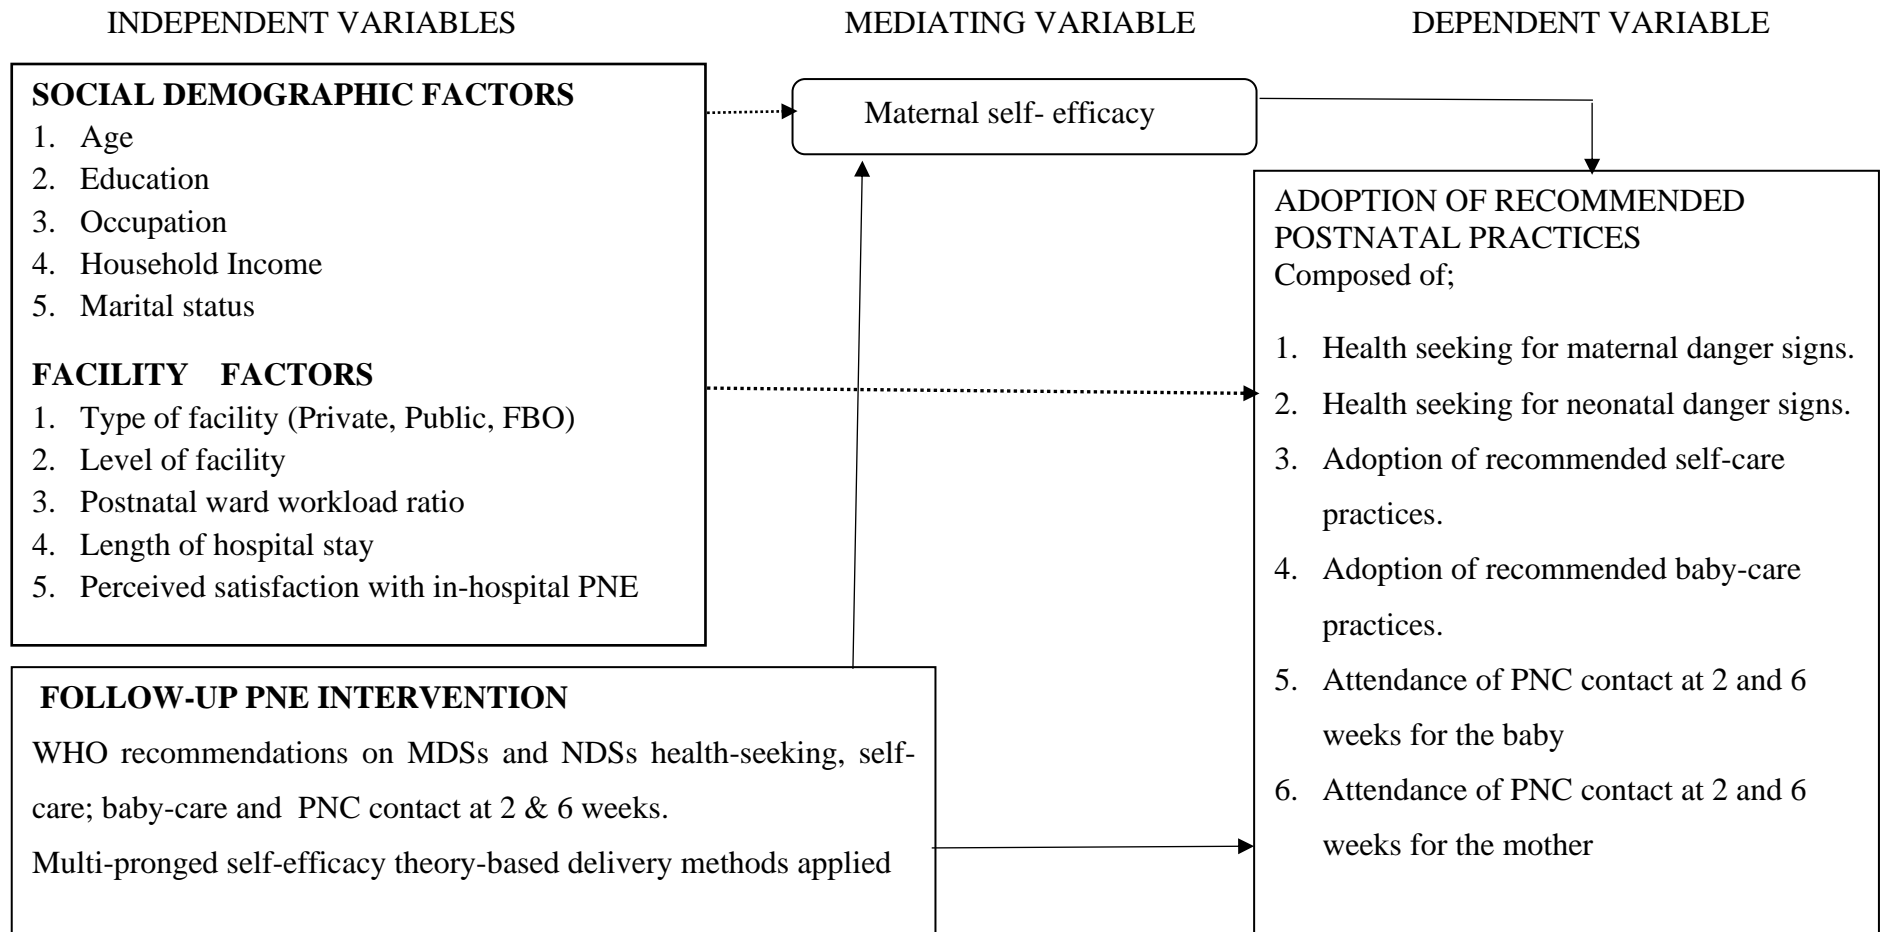 INDEPENDENT VARIABLES
MEDIATING VARIABLE
DEPENDENT VARIABLE
SOCIAL DEMOGRAPHIC FACTORS
1. Age
2. Education
3. Occupation
4. Household Income
5. Marital status
FACILITY FACTORS
1. Type of facility (Private, Public, FBO)
2. Level of facility
3. Postnatal ward workload ratio
4. Length of hospital stay
5. Perceived satisfaction with in-hospital PNE
FOLLOW-UP PNE INTERVENTION
WHO recommendations on MDSs and NDSs health-seeking, self-
care; baby-care and PNC contact at 2 & 6 weeks.
Multi-pronged self-efficacy theory-based delivery methods applied
Maternal self- efficacy
ADOPTION OF RECOMMENDED
POSTNATAL PRACTICES
Composed of;
1. Health seeking for maternal danger signs.
2. Health seeking for neonatal danger signs.
3. Adoption of recommended self-care
practices.
4. Adoption of recommended baby-care
practices.
5. Attendance of PNC contact at 2 and 6
weeks for the baby
6. Attendance of PNC contact at 2 and 6
weeks for the mother